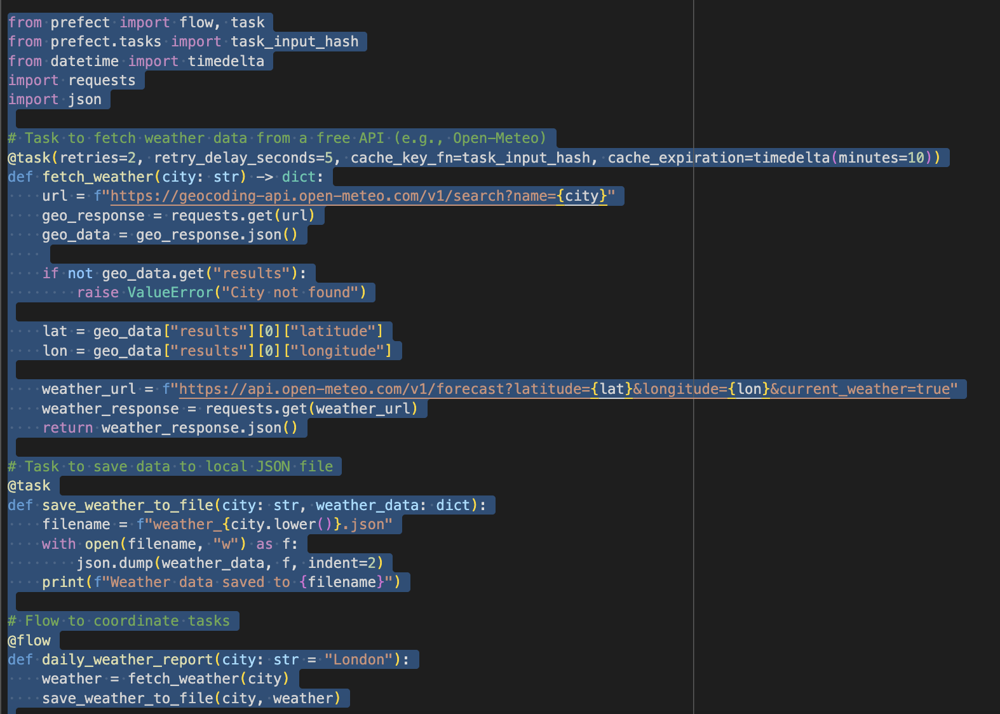 from prefect import flow, task
from prefect.tasks import task_input_hash
from datetime import timedelta
import requests
import json
# Task to fetch weather data from a free API (e.g., Open-Meteo)
@task(retries=2, retry_delay_seconds=5, cache_key_fn=task_input_hash, cache_expiration=timedelta(minutes=10))
def fetch_weather(city: str) -> dict:
    url = f"https://geocoding-api.open-meteo.com/v1/search?name={city}"
    geo_response = requests.get(url)
    geo_data = geo_response.json()
    if not geo_data.get("results"):
        raise ValueError("City not found")
    lat = geo_data["results"][0]["latitude"]
    lon = geo_data["results"][0]["longitude"]
    weather_url = f"https://api.open-meteo.com/v1/forecast?latitude={lat}&longitude={lon}&current_weather=true"
    weather_response = requests.get(weather_url)
    return weather_response.json()
# Task to save data to local JSON file
@task
def save_weather_to_file(city: str, weather_data: dict):
    filename = f"weather_{city.lower()}.json"
    with open(filename, "w") as f:
        json.dump(weather_data, f, indent=2)
    print(f"Weather data saved to {filename}")
# Flow to coordinate tasks
@flow
def daily_weather_report(city: str = "London"):
    weather = fetch_weather(city)
    save_weather_to_file(city, weather)